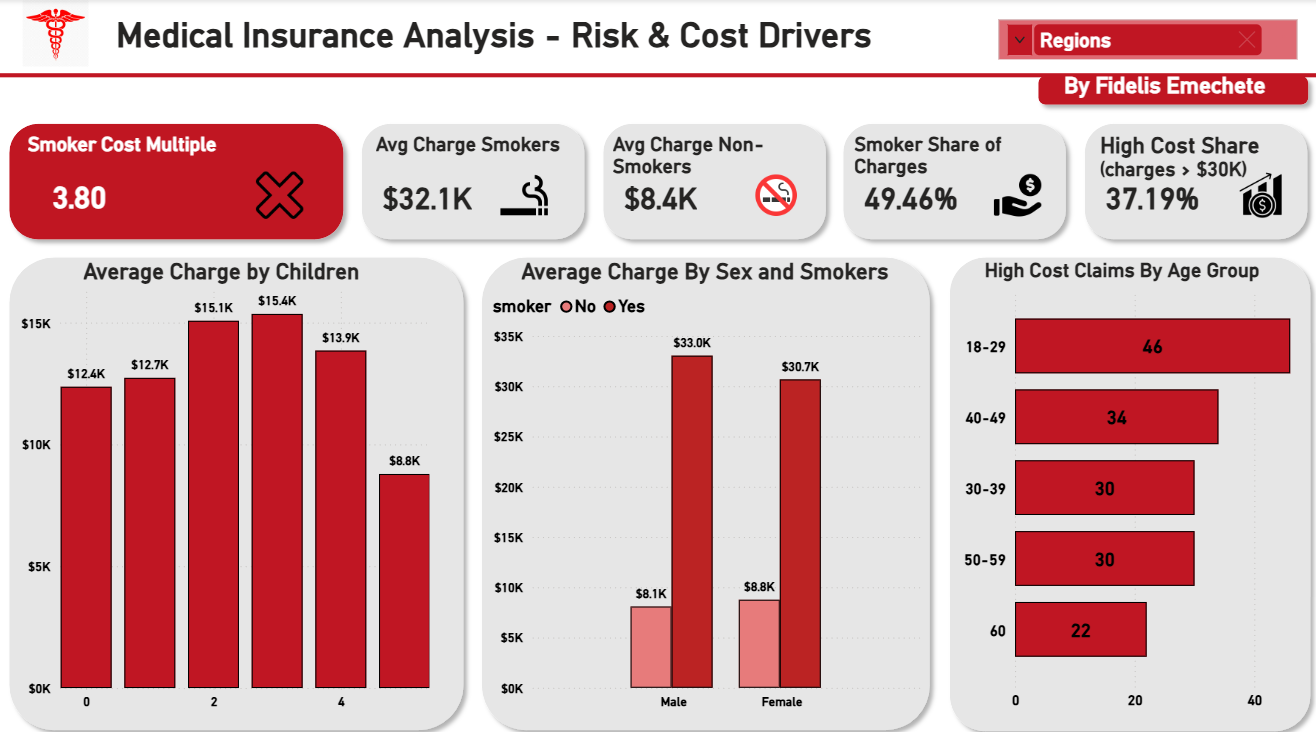 Medical Insurance Analysis - Risk & Cost Drivers
Regions
By Fidelis Emechete
Smoker Cost Multiple
3.80
Avg Charge Smokers
$32.1K
Avg Charge Non-
Smokers
$8.4K
Smoker Share of
Charges
49.46%
High Cost Share
(charges > $30K)
37.19%
Average Charge by Children
$15K
$10K
$5K
$0K
$12.4K
$12.7K
$15.1K
$15.4K
$13.9K
$8.8K
0
2
4
Average Charge By Sex and Smokers
smoker No Yes
$35K
$30K
$25K
$20K
$15K
$10K
$5K
$0K
$8.1K
$33.0K
$8.8K
$30.7K
Male
Female
High Cost Claims By Age Group
18-29
46
40-49
34
30-39
30
50-59
30
60
22
0
20
40